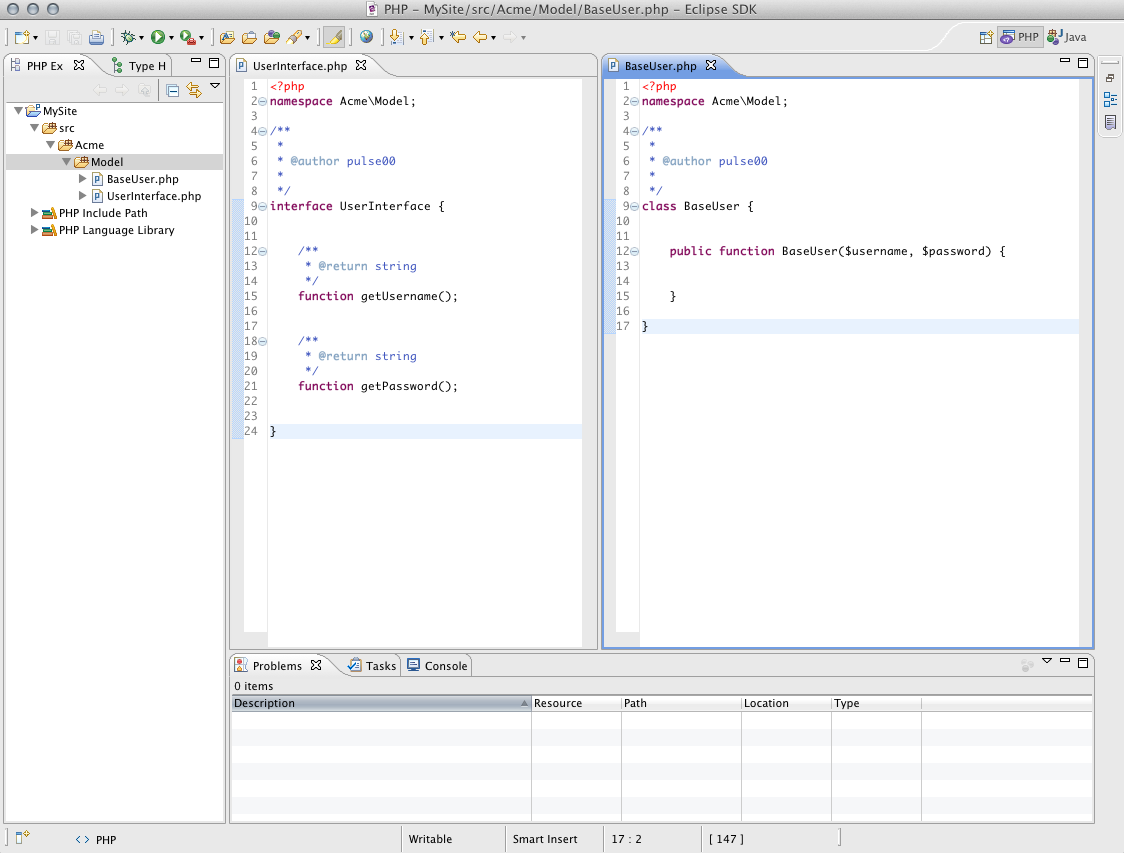 PHP – MySite/src/Acme/Model/BaseUser.php – Eclipse SDK
PHP
Java
PHP Ex
Type H
MySite
src
Acme
Model
BaseUser.php
UserInterface.php
PHP Include Path
PHP Language Library
UserInterface.php
1 <?php
2 namespace Acme\Model;
3
4 /**
5  *
6  * @author pulse00
7  *
8  */
9 interface UserInterface {
10
11
12     /**
13      * @return string
14      */
15     function getUsername();
16
17
18     /**
19      * @return string
20      */
21     function getPassword();
22
23
24 }
BaseUser.php
1 <?php
2 namespace Acme\Model;
3
4 /**
5  *
6  * @author pulse00
7  *
8  */
9 class BaseUser {
10
11
12     public function BaseUser($username, $password) {
13
14
15     }
16
17 }
Problems
Tasks
Console
0 items
Description Resource Path Location Type
PHP Writable Smart Insert 17 : 2 [ 147 ]